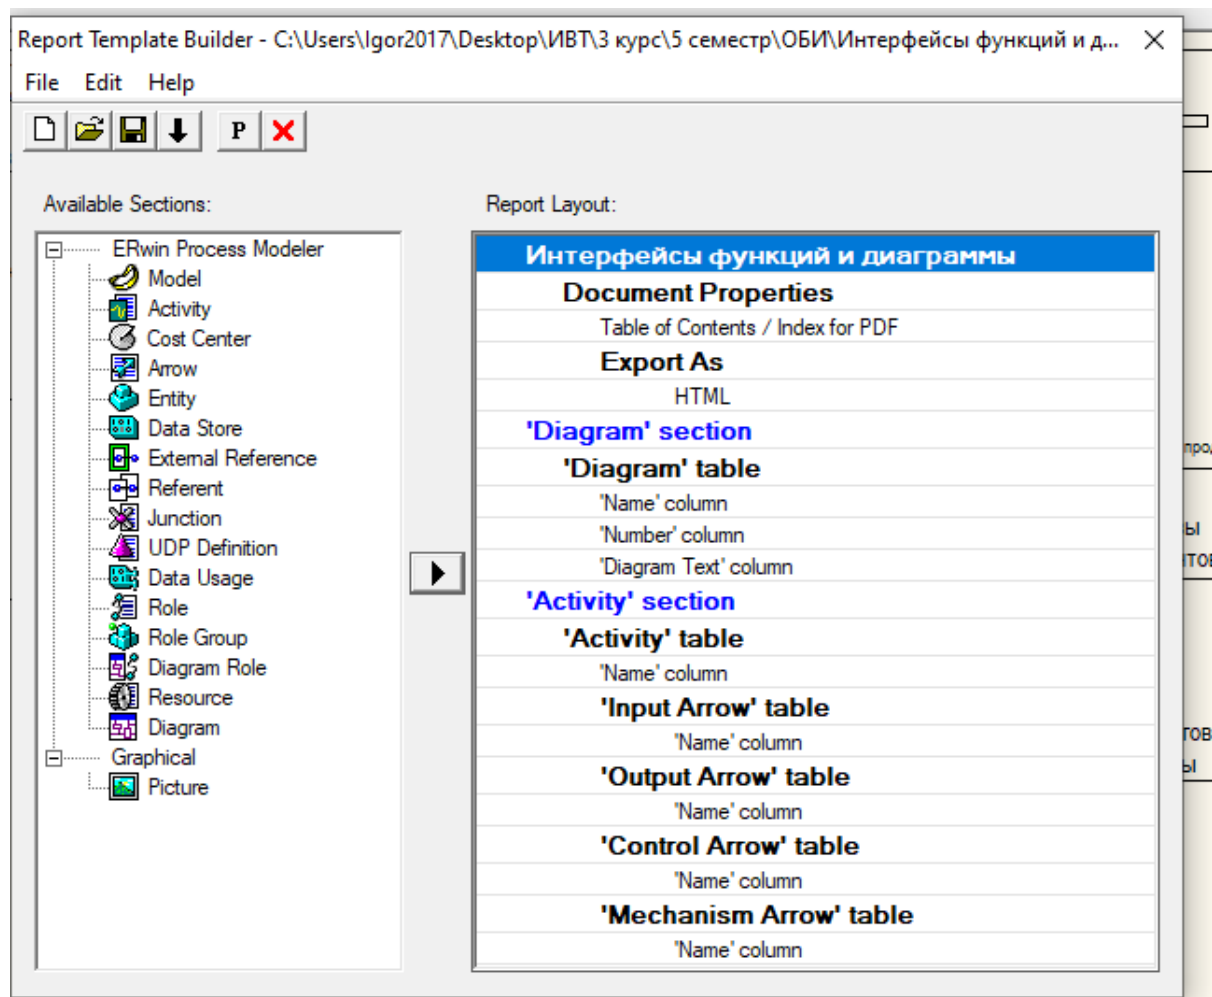 Report Template Builder - C:\Users\Igor2017\Desktop\ИВТ\3 курс\5 семестр\ОБИ\Интерфейсы функций и д...
File Edit Help
P
Available Sections:
ERwin Process Modeler
Model
Activity
Cost Center
Arrow
Entity
Data Store
External Reference
Referent
Junction
UDP Definition
Data Usage
Role
Role Group
Diagram Role
Resource
Diagram
Graphical
Picture
Report Layout:
Интерфейсы функций и диаграммы
Document Properties
Table of Contents / Index for PDF
Export As
HTML
'Diagram' section
'Diagram' table
'Name' column
'Number' column
'Diagram Text' column
'Activity' section
'Activity' table
'Name' column
'Input Arrow' table
'Name' column
'Output Arrow' table
'Name' column
'Control Arrow' table
'Name' column
'Mechanism Arrow' table
'Name' column